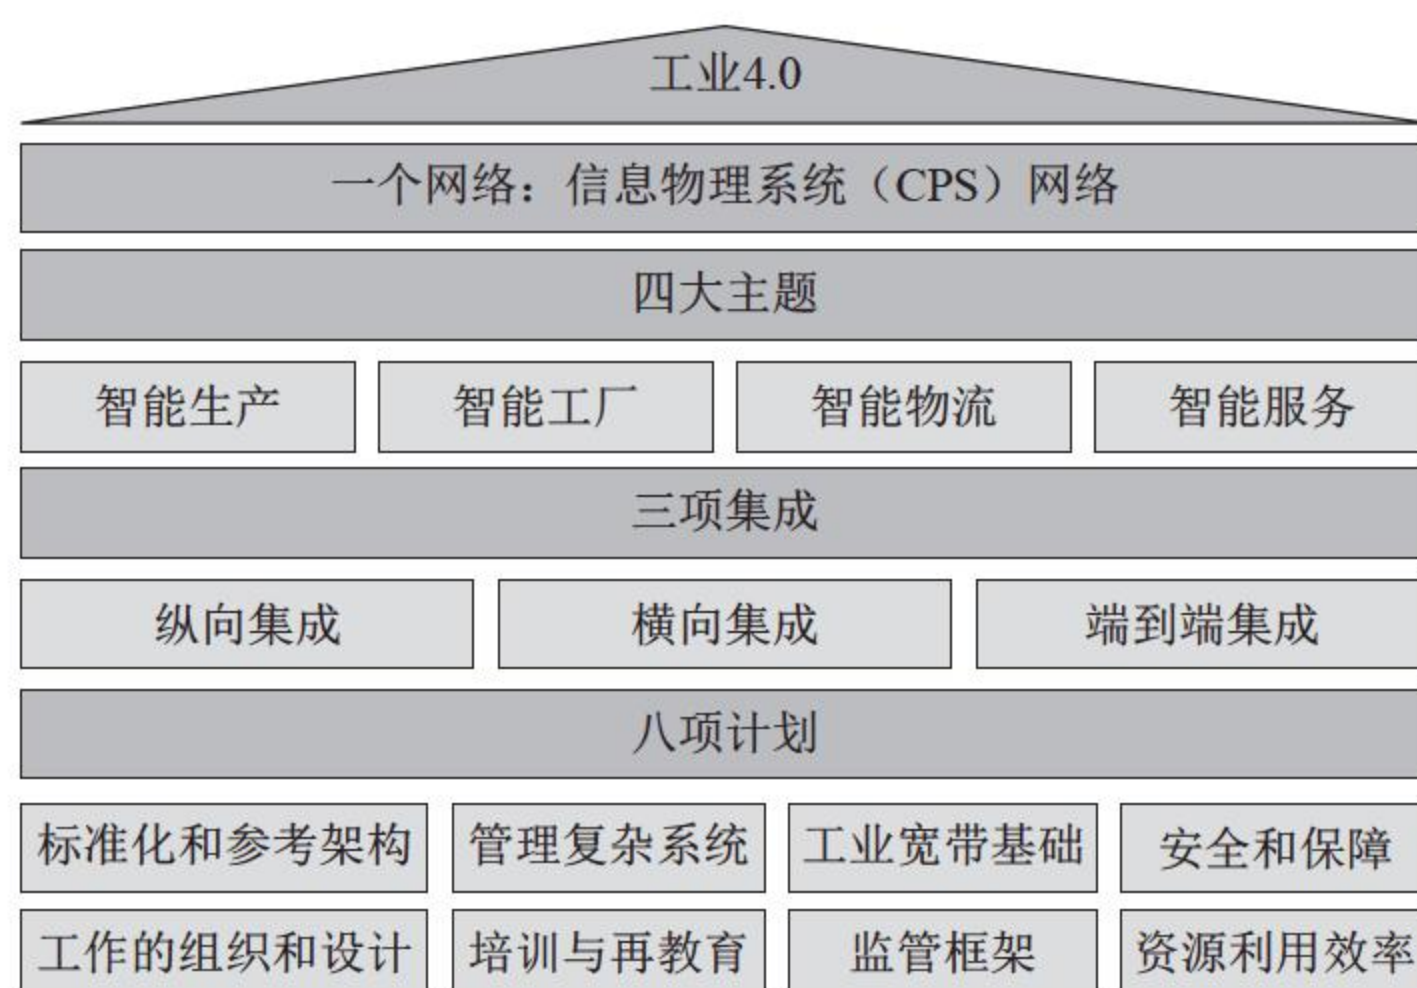 工业4.0
一个网络：信息物理系统（CPS）网络
四大主题
智能生产 智能工厂 智能物流 智能服务
三项集成
纵向集成 横向集成 端到端集成
八项计划
标准化和参考架构 管理复杂系统 工业宽带基础 安全和保障
工作的组织和设计 培训与再教育 监管框架 资源利用效率